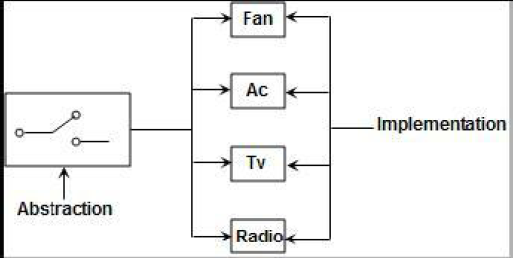 Fan
Ac
Implementation
Tv
Abstraction
Radio